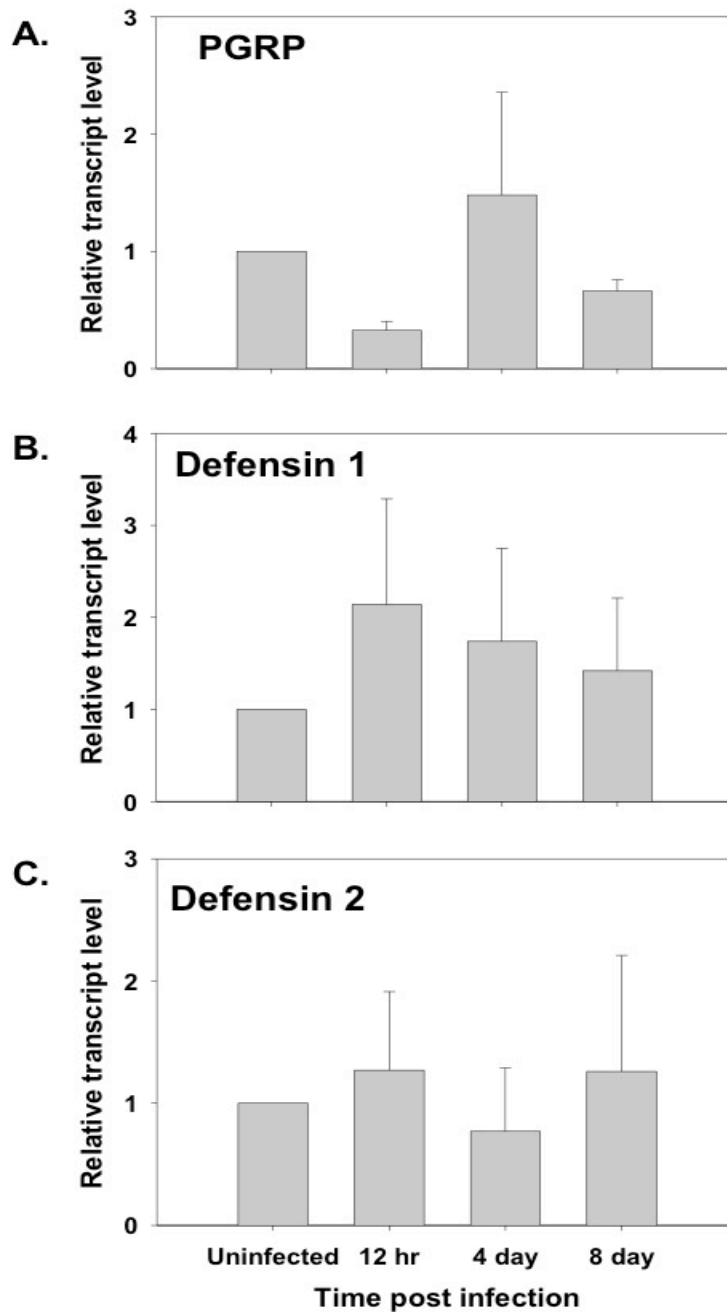 A.
PGRP
Relative transcript level
3
2
1
0
B.
Defensin 1
Relative transcript level
4
3
2
1
0
C.
Defensin 2
Relative transcript level
3
2
1
0
Uninfected 12 hr 4 day 8 day
Time post infection